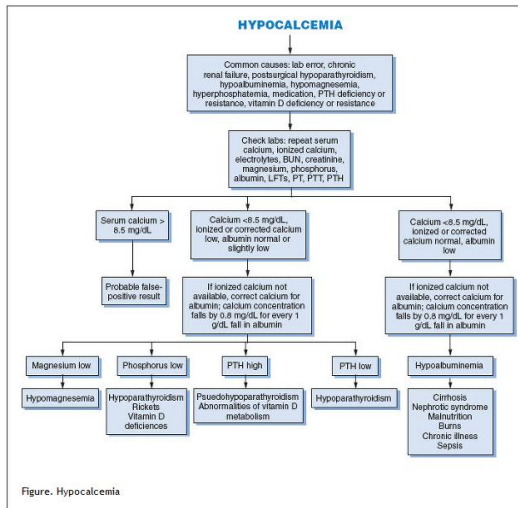 HYPOCALCEMIA
Common causes: lab error, chronic
renal failure, postsurgical hypoparathyroidism,
hypoalbuminemia, hypomagnesemia,
hyperphosphatemia, medication, PTH deficiency or
resistance, vitamin D deficiency or resistance
Check labs: repeat serum
calcium, ionized calcium,
electrolytes, BUN, creatinine,
magnesium, phosphorus,
albumin, LFTs, PT, PTT, PTH
Serum calcium >
8.5 mg/dL
Calcium <8.5 mg/dL,
ionized or corrected calcium
low, albumin normal or
slightly low
Calcium <8.5 mg/dL,
ionized or corrected
calcium normal, albumin
low
Probable false-
positive result
If ionized calcium not
available, correct calcium for
albumin; calcium concentration
falls by 0.8 mg/dL for every 1
g/dL fall in albumin
If ionized calcium not
available, correct calcium for
albumin; calcium concentration
falls by 0.8 mg/dL for every 1
g/dL fall in albumin
Magnesium low
Phosphorus low
PTH high
PTH low
Hypoalbuminemia
Hypomagnesemia
Hypoparathyroidism
Rickets
Vitamin D
deficiences
Psuedohypoparathyroidism
Abnormalities of vitamin D
metabolism
Hypoparathyroidism
Cirrhosis
Nephrotic syndrome
Malnutrition
Burns
Chronic illness
Sepsis
Figure. Hypocalcemia